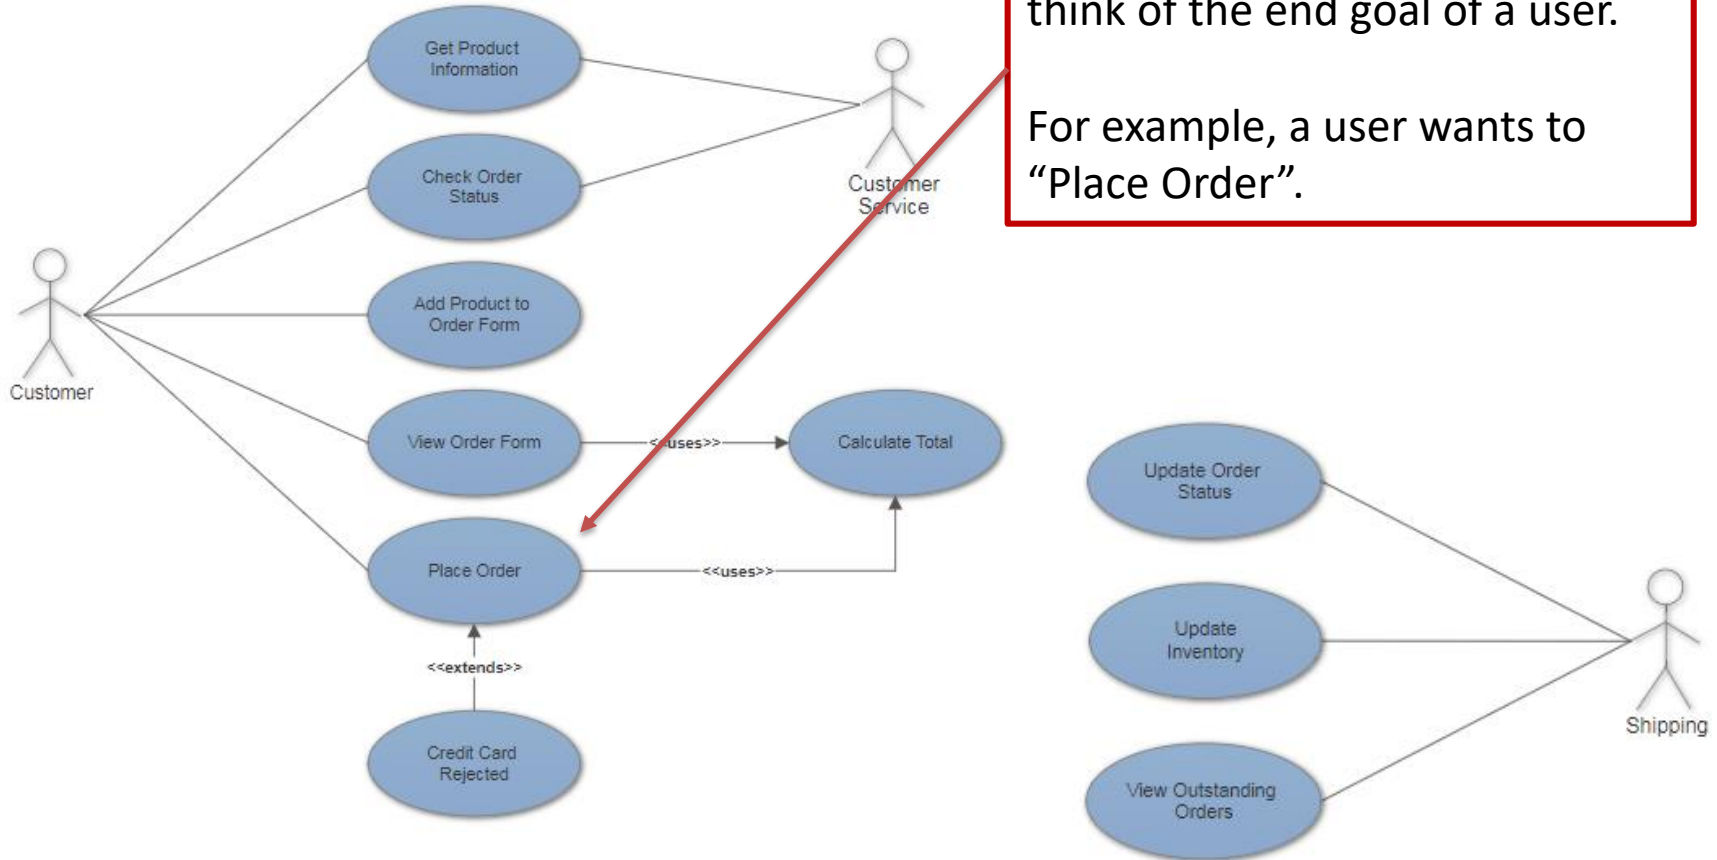 think of the end goal of a user.
For example, a user wants to
“Place Order”.
Get Product
Information
Customer
Service
Check Order
Status
Add Product to
Order Form
Customer
View Order Form
<<uses>>
Calculate Total
Place Order
<<uses>>
<<extends>>
Credit Card
Rejected
Update Order
Status
Update
Inventory
Shipping
View Outstanding
Orders